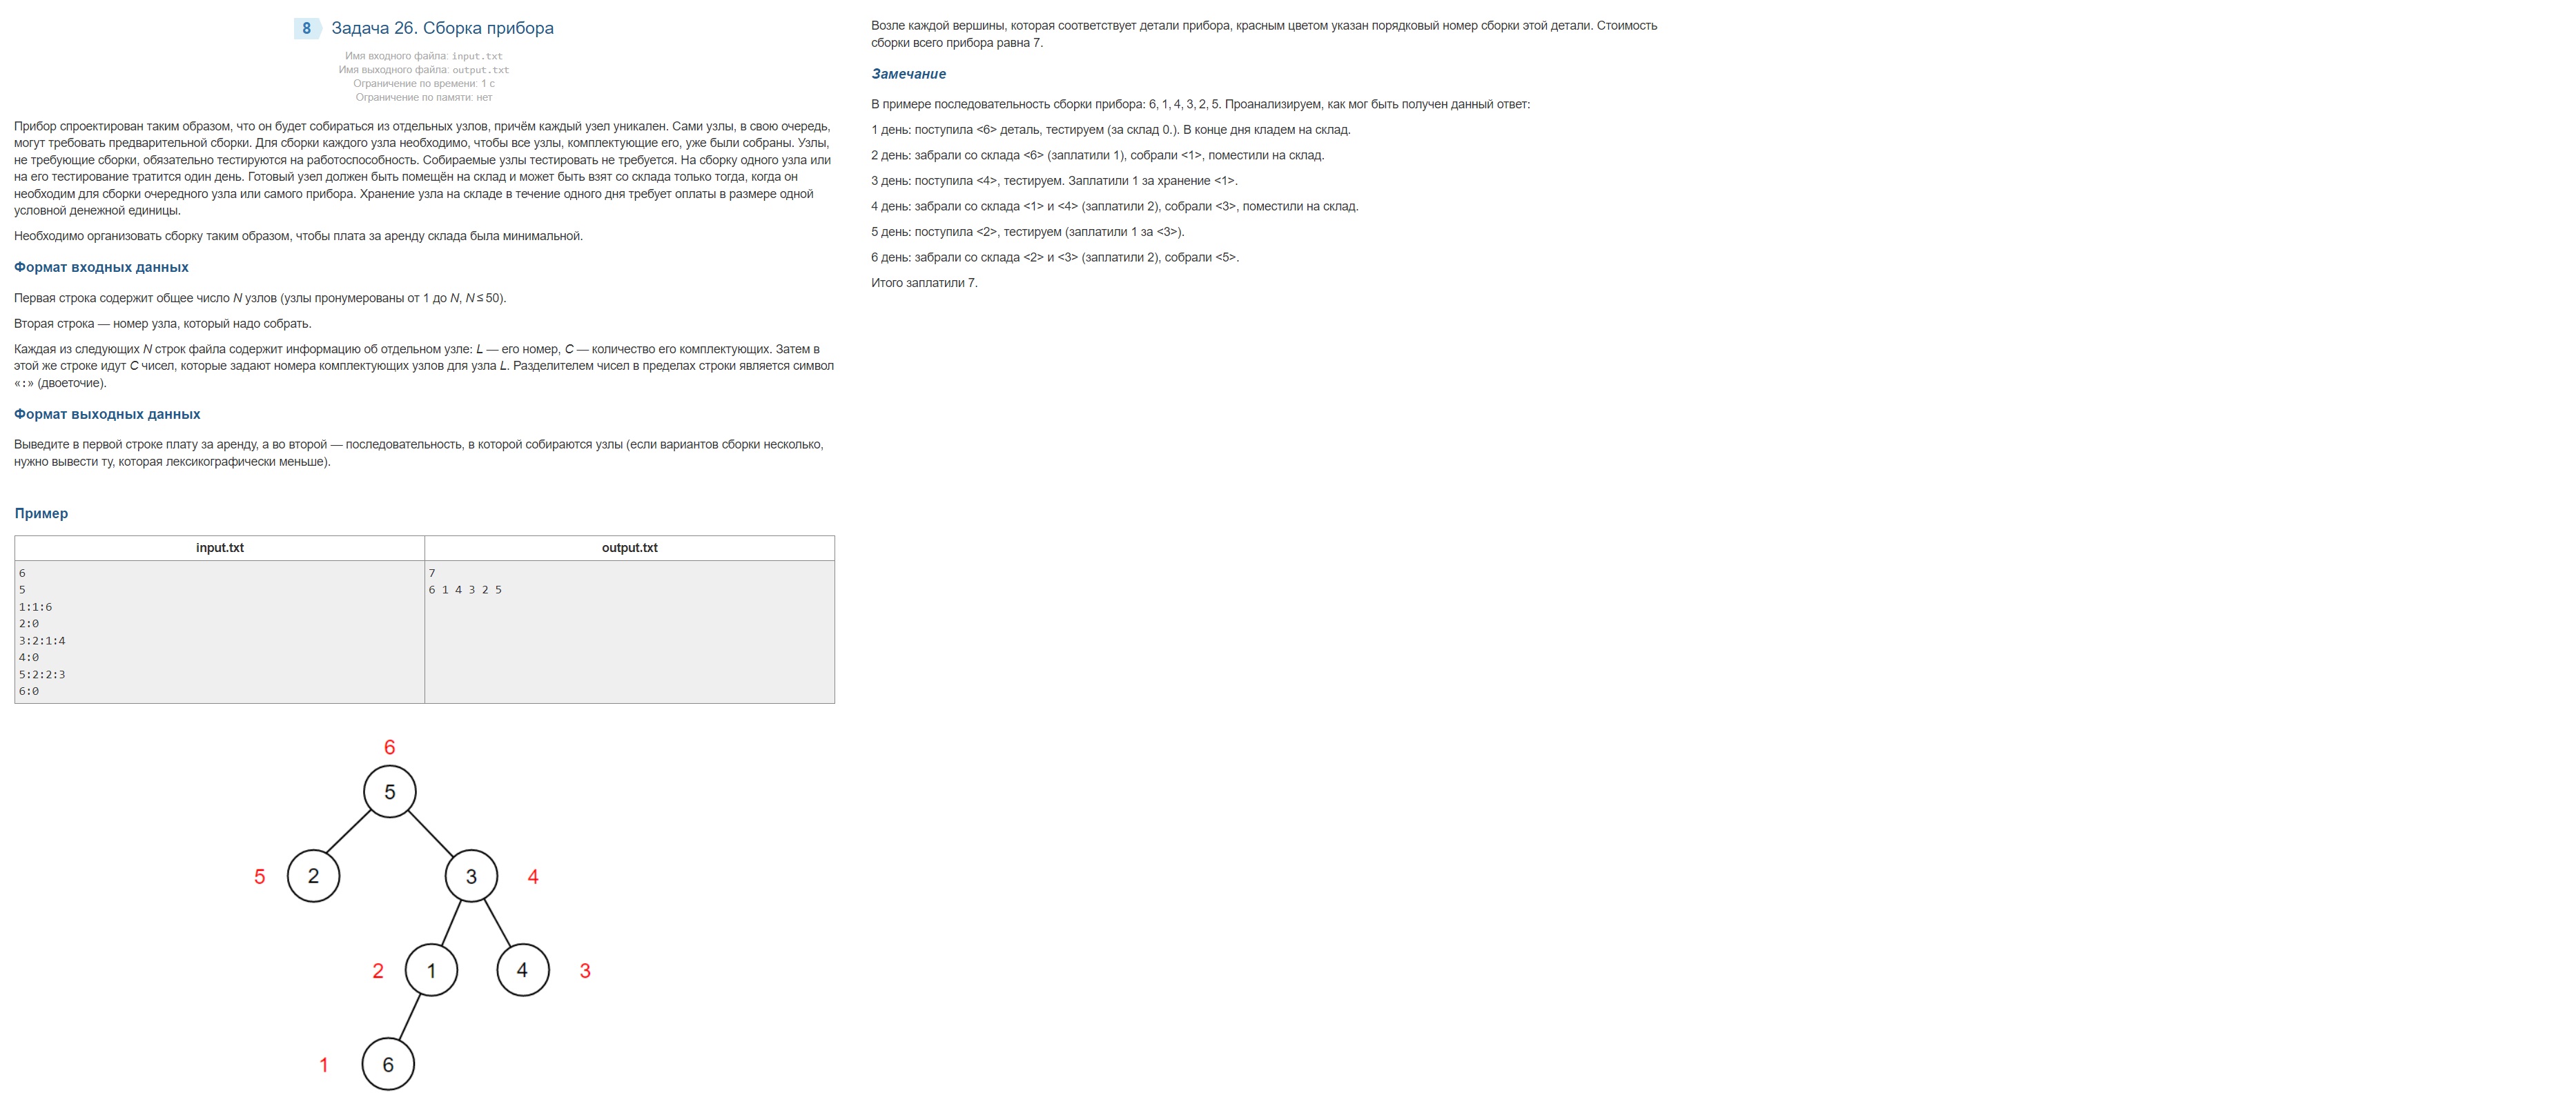 8 Задача 26. Сборка прибора
Имя входного файла: input.txt
Имя выходного файла: output.txt
Ограничение по времени: 1 с
Ограничение по памяти: нет
Прибор спроектирован таким образом, что он будет собираться из отдельных узлов, причём каждый узел уникален. Сами узлы, в свою очередь,
могут требовать предварительной сборки. Для сборки каждого узла необходимо, чтобы все узлы, комплектующие его, уже были собраны. Узлы,
не требующие сборки, обязательно тестируются на работоспособность. Собираемые узлы тестировать не требуется. На сборку одного узла или
на его тестирование тратится один день. Готовый узел должен быть помещён на склад и может быть взят со склада только тогда, когда он
необходим для сборки очередного узла или самого прибора. Хранение узла на складе в течение одного дня требует оплаты в размере одной
условной денежной единицы.
Необходимо организовать сборку таким образом, чтобы плата за аренду склада была минимальной.
Формат входных данных
Первая строка содержит общее число N узлов (узлы пронумерованы от 1 до N, N ≤ 50).
Вторая строка — номер узла, который надо собрать.
Каждая из следующих N строк файла содержит информацию об отдельном узле: L — его номер, C — количество его комплектующих. Затем в
этой же строке идут C чисел, которые задают номера комплектующих узлов для узла L. Разделителем чисел в пределах строки является символ
«:» (двоеточие).
Формат выходных данных
Выведите в первой строке плату за аренду, а во второй — последовательность, в которой собираются узлы (если вариантов сборки несколько,
нужно вывести ту, которая лексикографически меньше).
Пример
input.txt output.txt
6 7
5 6 1 4 3 2 5
1:1:6
2:0
3:2:1:4
4:0
5:2:2:3
6:0
6
5
5 2 3 4
2 1 4 3
1 6
Возле каждой вершины, которая соответствует детали прибора, красным цветом указан порядковый номер сборки этой детали. Стоимость
сборки всего прибора равна 7.
Замечание
В примере последовательность сборки прибора: 6, 1, 4, 3, 2, 5. Проанализируем, как мог быть получен данный ответ:
1 день: поступила <6> деталь, тестируем (за склад 0.). В конце дня кладем на склад.
2 день: забрали со склада <6> (заплатили 1), собрали <1>, поместили на склад.
3 день: поступила <4>, тестируем. Заплатили 1 за хранение <1>.
4 день: забрали со склада <1> и <4> (заплатили 2), собрали <3>, поместили на склад.
5 день: поступила <2>, тестируем (заплатили 1 за <3>).
6 день: забрали со склада <2> и <3> (заплатили 2), собрали <5>.
Итого заплатили 7.